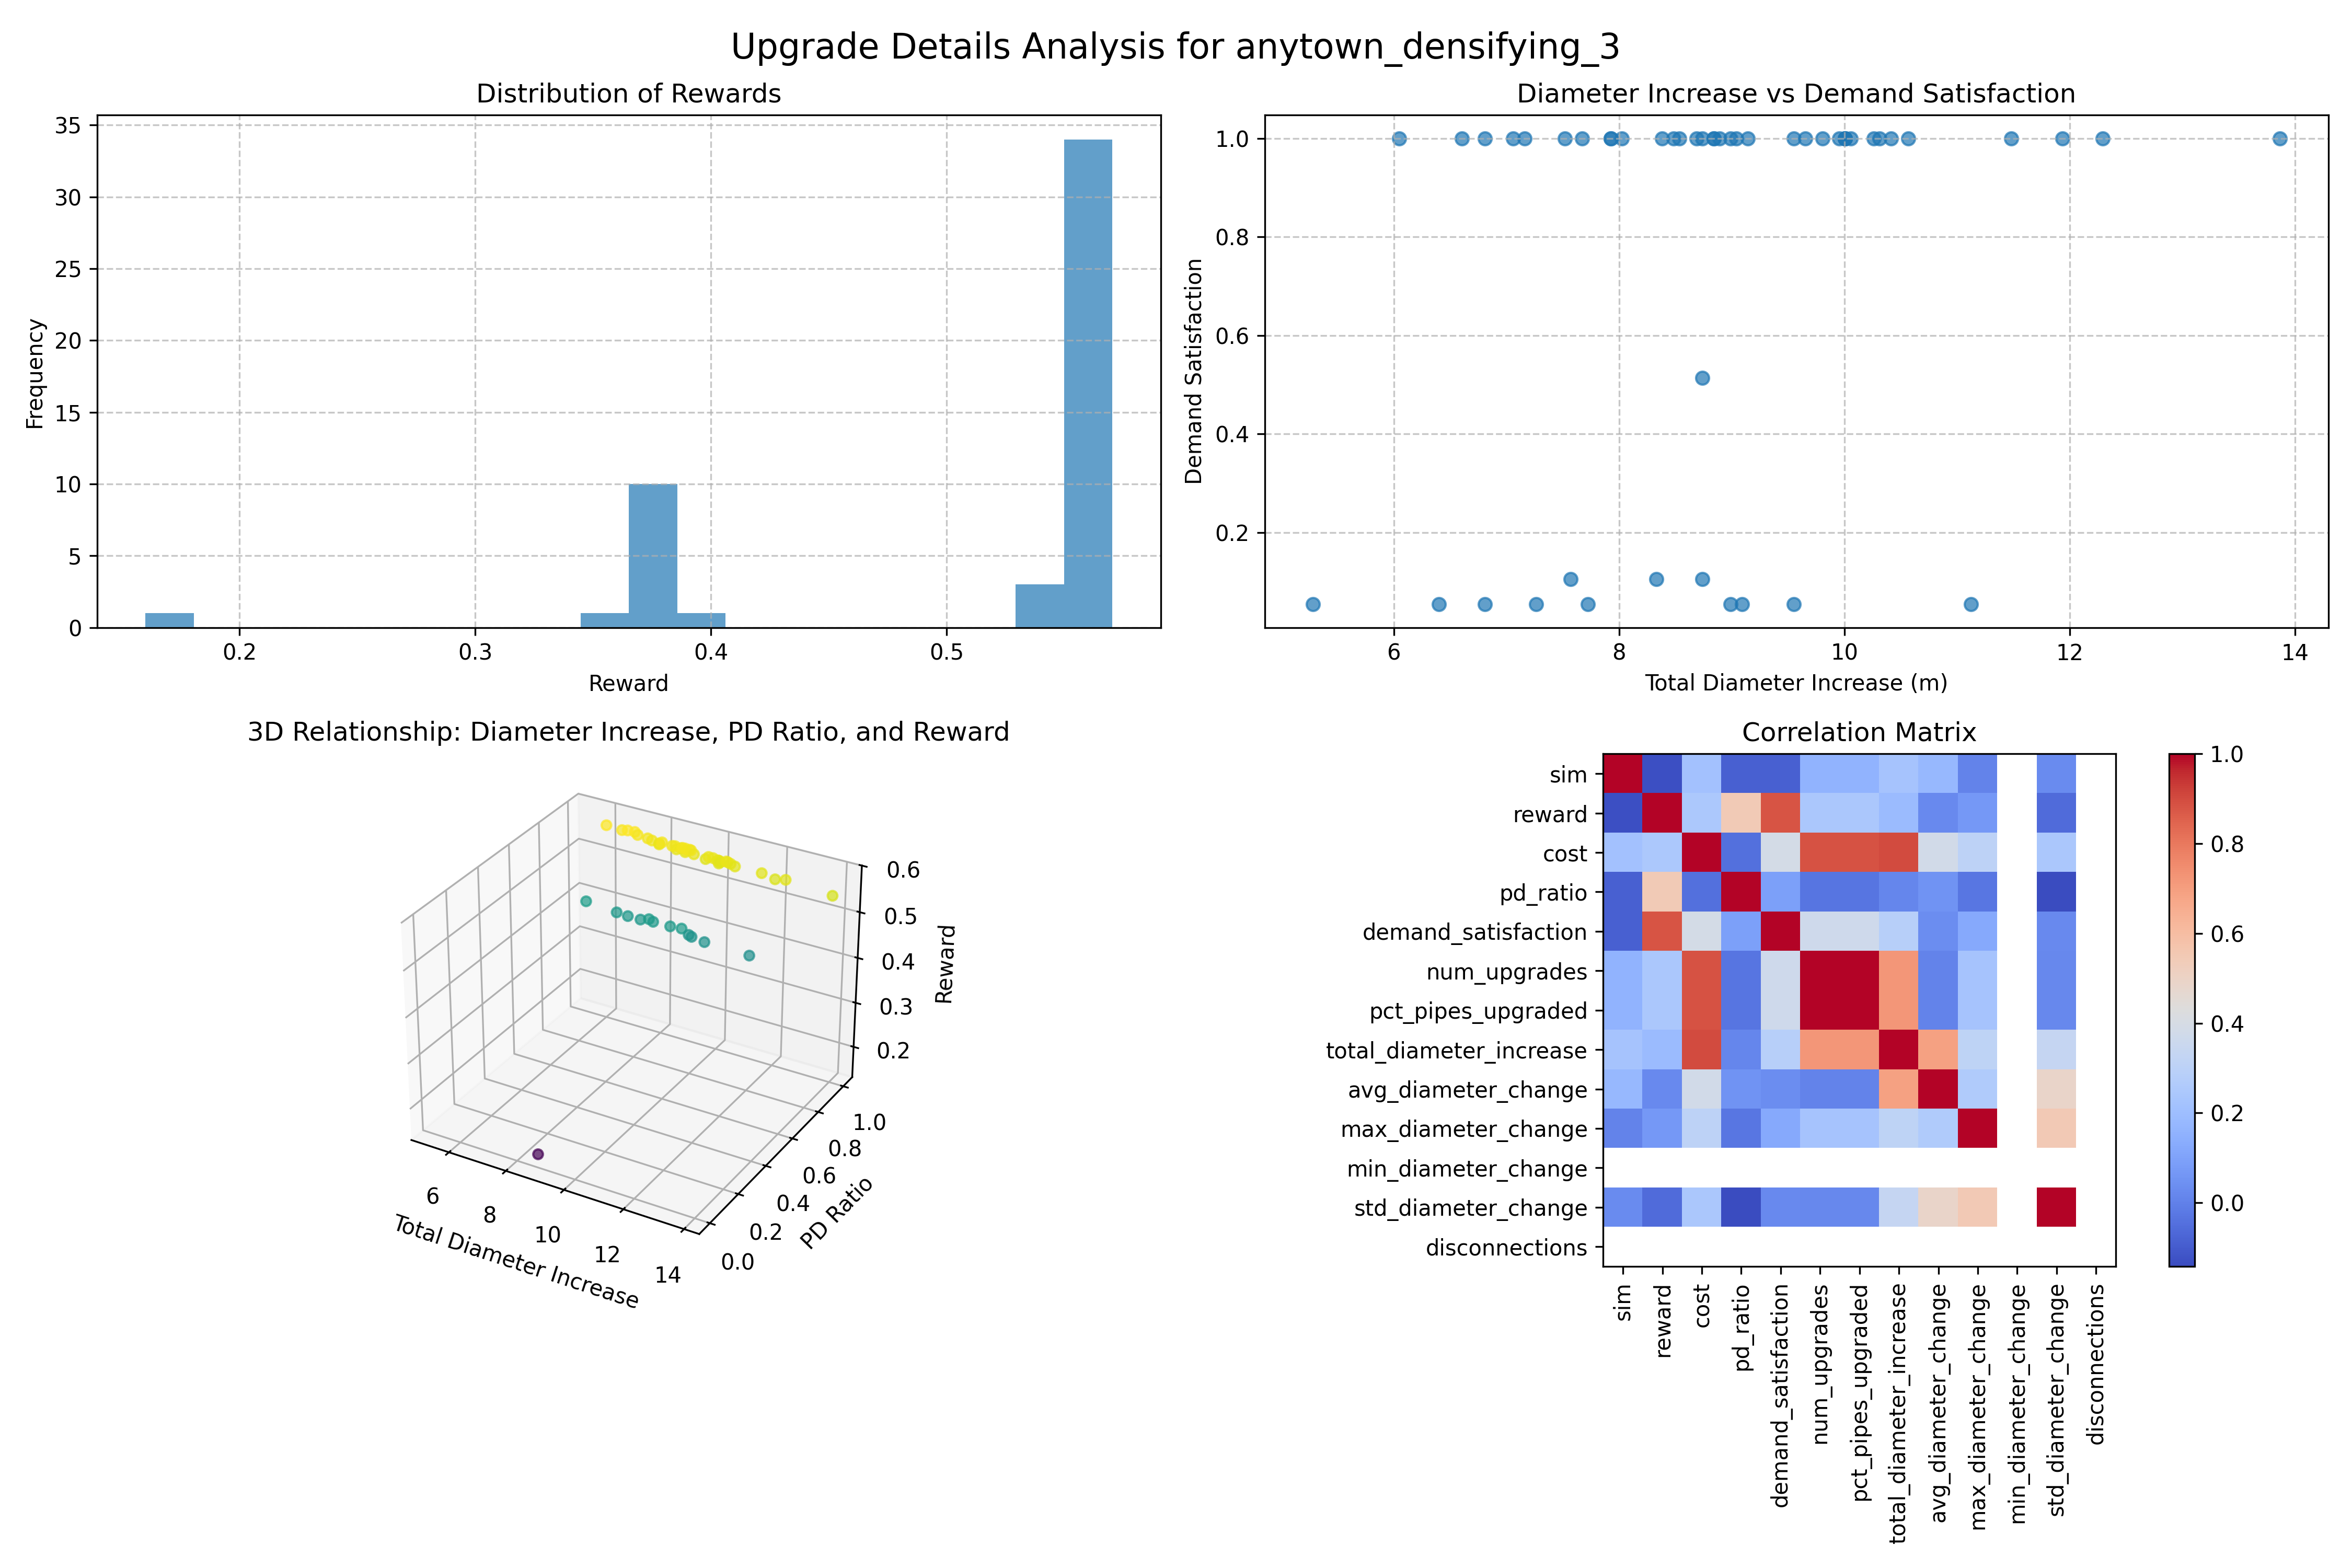 Upgrade Details Analysis for anytown_densifying_3
Distribution of Rewards
35
30
25
20
15
10
5
0
Frequency
0.2 0.3 0.4 0.5
Reward
Diameter Increase vs Demand Satisfaction
1.0
0.8
0.6
0.4
0.2
Demand Satisfaction
6 8 10 12 14
Total Diameter Increase (m)
3D Relationship: Diameter Increase, PD Ratio, and Reward
0.6
0.5
0.4
0.3
0.2
Reward
1.0
0.8
0.6
0.4
0.2
0.0
PD Ratio
6 8 10 12 14
Total Diameter Increase
Correlation Matrix
sim
reward
cost
pd_ratio
demand_satisfaction
num_upgrades
pct_pipes_upgraded
total_diameter_increase
avg_diameter_change
max_diameter_change
min_diameter_change
std_diameter_change
disconnections
sim
reward
cost
pd_ratio
demand_satisfaction
num_upgrades
pct_pipes_upgraded
total_diameter_increase
avg_diameter_change
max_diameter_change
min_diameter_change
std_diameter_change
disconnections
1.0
0.8
0.6
0.4
0.2
0.0